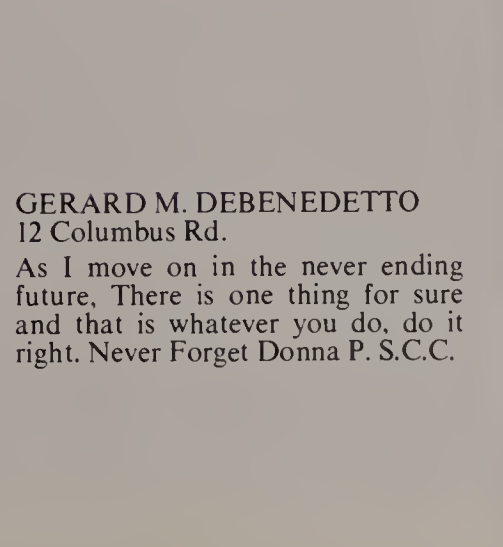 GERARD M. DEBENEDETTO
12 Columbus Rd.
As I move on in the never ending
future, There is one thing for sure
and that is whatever you do, do it
right. Never Forget Donna P. S.C.C.